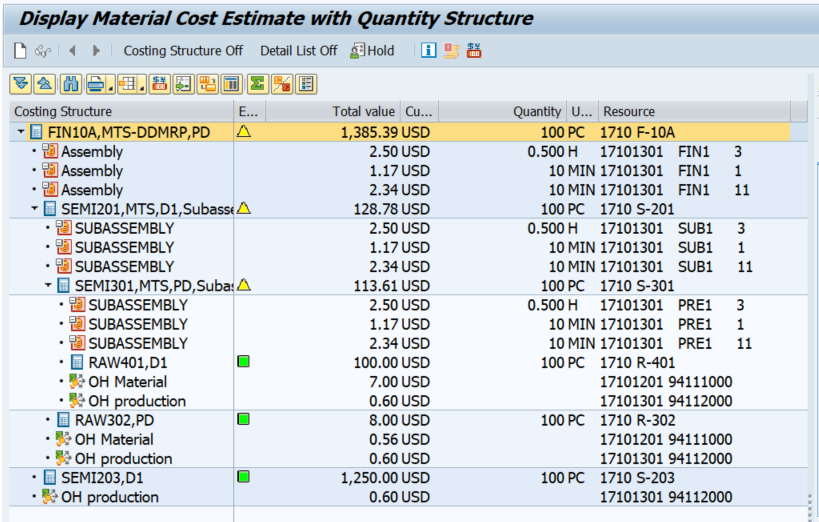 Display Material Cost Estimate with Quantity Structure
Costing Structure Off Detail List Off Hold
Costing Structure E... Total value Cu... Quantity U... Resource
FIN10A,MTS-DDMRP,PD 1,385.39 USD 100 PC 1710 F-10A
Assembly 2.50 USD 0.500 H 17101301 FIN1 3
Assembly 1.17 USD 10 MIN 17101301 FIN1 1
Assembly 2.34 USD 10 MIN 17101301 FIN1 11
SEMI201,MTS,D1,Subasse 128.78 USD 100 PC 1710 S-201
SUBASSEMBLY 2.50 USD 0.500 H 17101301 SUB1 3
SUBASSEMBLY 1.17 USD 10 MIN 17101301 SUB1 1
SUBASSEMBLY 2.34 USD 10 MIN 17101301 SUB1 11
SEMI301,MTS,PD,Subas 113.61 USD 100 PC 1710 S-301
SUBASSEMBLY 2.50 USD 0.500 H 17101301 PRE1 3
SUBASSEMBLY 1.17 USD 10 MIN 17101301 PRE1 1
SUBASSEMBLY 2.34 USD 10 MIN 17101301 PRE1 11
RAW401,D1 100.00 USD 100 PC 1710 R-401
OH Material 7.00 USD 17101201 94111000
OH production 0.60 USD 17101301 94112000
RAW302,PD 8.00 USD 100 PC 1710 R-302
OH Material 0.56 USD 17101201 94111000
OH production 0.60 USD 17101301 94112000
SEMI203,D1 1,250.00 USD 100 PC 1710 S-203
OH production 0.60 USD 17101301 94112000